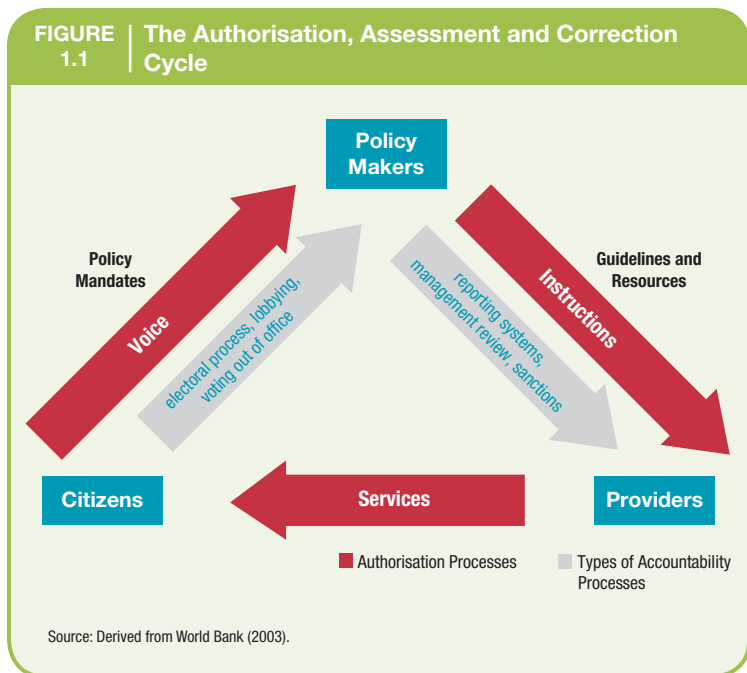 FIGURE
1.1
The Authorisation, Assessment and Correction
Cycle
Policy
Makers
Policy
Mandates
Voice
electoral process, lobbying,
voting out of office
reporting systems,
management review, sanctions
Instructions
Guidelines and
Resources
Citizens
Services
Providers
Authorisation Processes
Types of Accountability
Processes
Source: Derived from World Bank (2003).